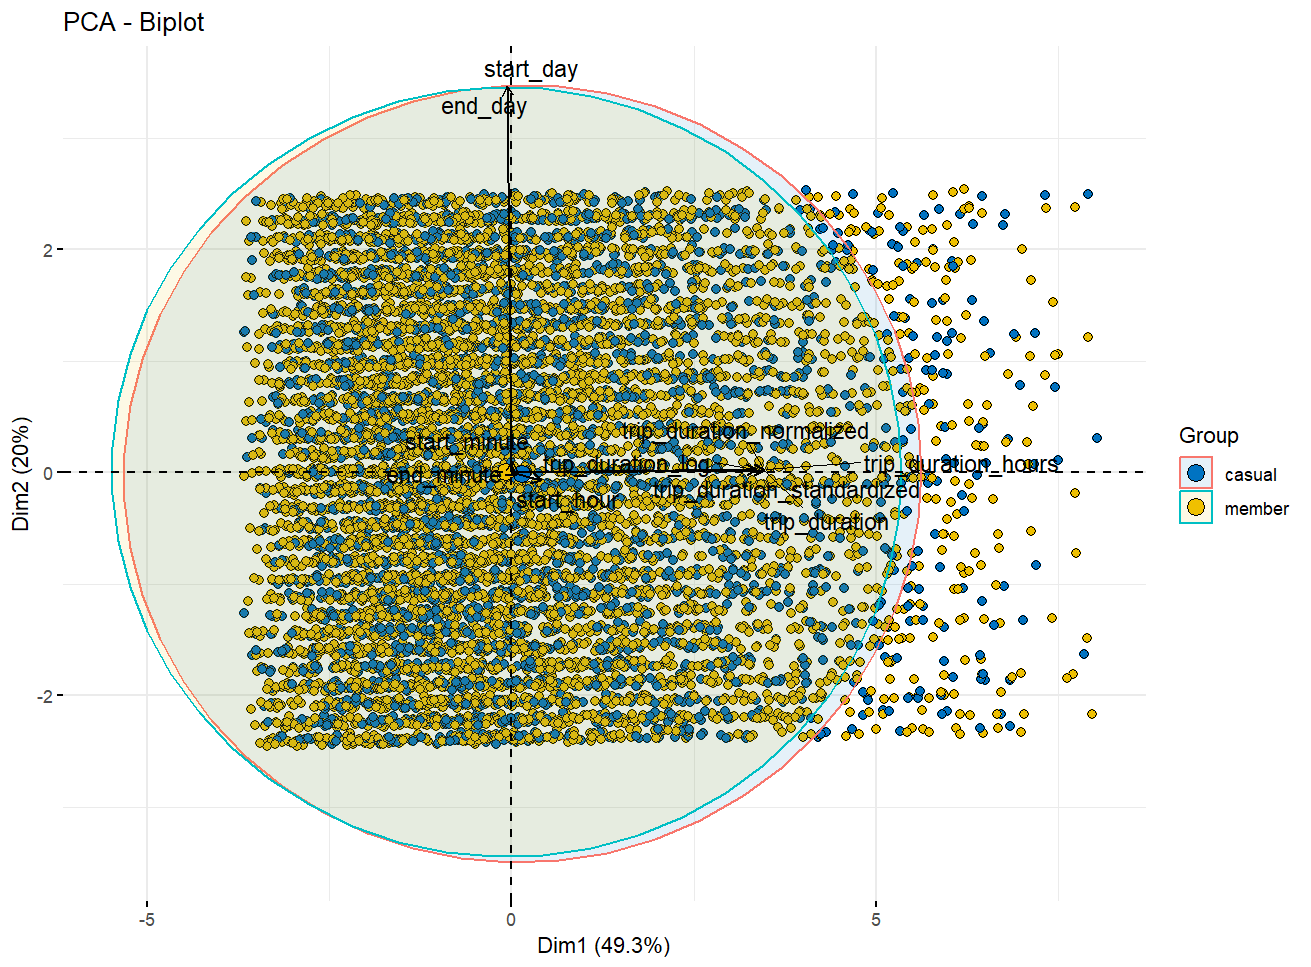 PCA - Biplot
start_day
end_day
2
start_minute
trip_duration_normalized
trip_duration_log
trip_duration_hours
0
end_minute
trip_duration_standardized
start_hour
trip_duration
-2
Dim2 (20%)
-5
0
5
Dim1 (49.3%)
Group
casual
member